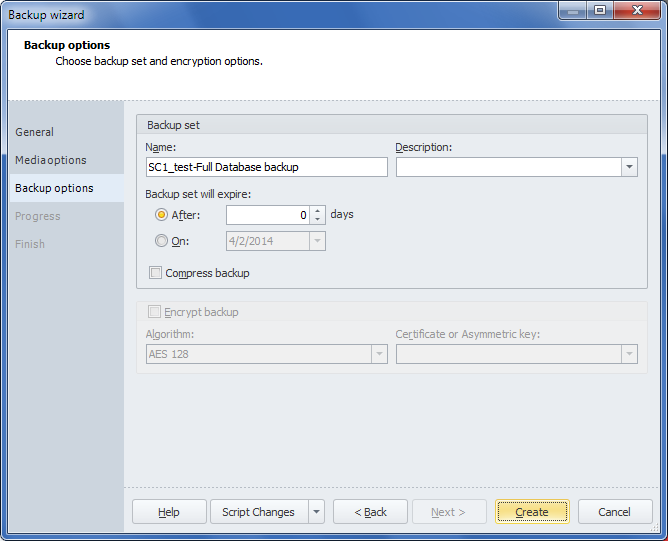 Backup wizard
Backup options
Choose backup set and encryption options.
General
Media options
Backup options
Progress
Finish
Backup set
Name: Description:
SC1_test-Full Database backup
Backup set will expire:
After: 0 days
On: 4/2/2014
Compress backup
Encrypt backup
Algorithm: Certificate or Asymmetric key:
AES 128
Help Script Changes < Back Next > Create Cancel